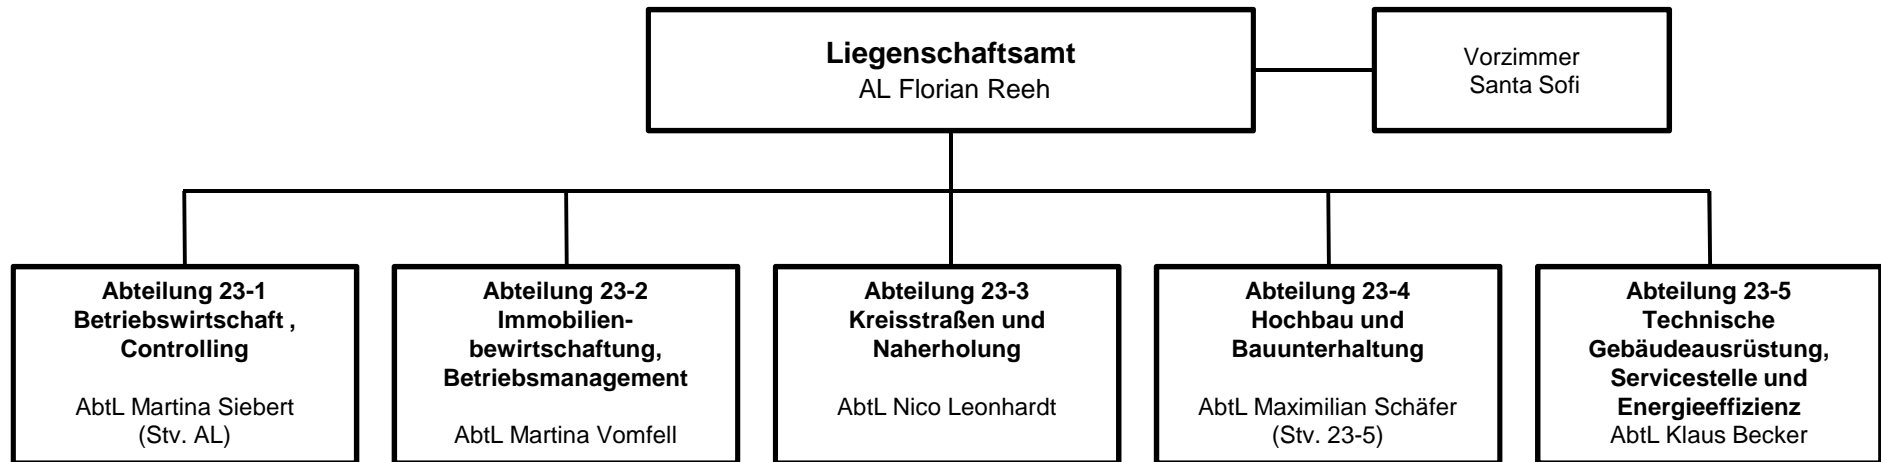 Liegenschaftsamt
AL Florian Reeh
Vorzimmer
Santa Sofi
Abteilung 23-1
Betriebswirtschaft ,
Controlling
AbtL Martina Siebert
(Stv. AL)
Abteilung 23-2
Immobilien-
bewirtschaftung,
Betriebsmanagement
AbtL Martina Vomfell
Abteilung 23-3
Kreisstraßen und
Naherholung
AbtL Nico Leonhardt
Abteilung 23-4
Hochbau und
Bauunterhaltung
AbtL Maximilian Schäfer
(Stv. 23-5)
Abteilung 23-5
Technische
Gebäudeausrüstung,
Servicestelle und
Energieeffizienz
AbtL Klaus Becker